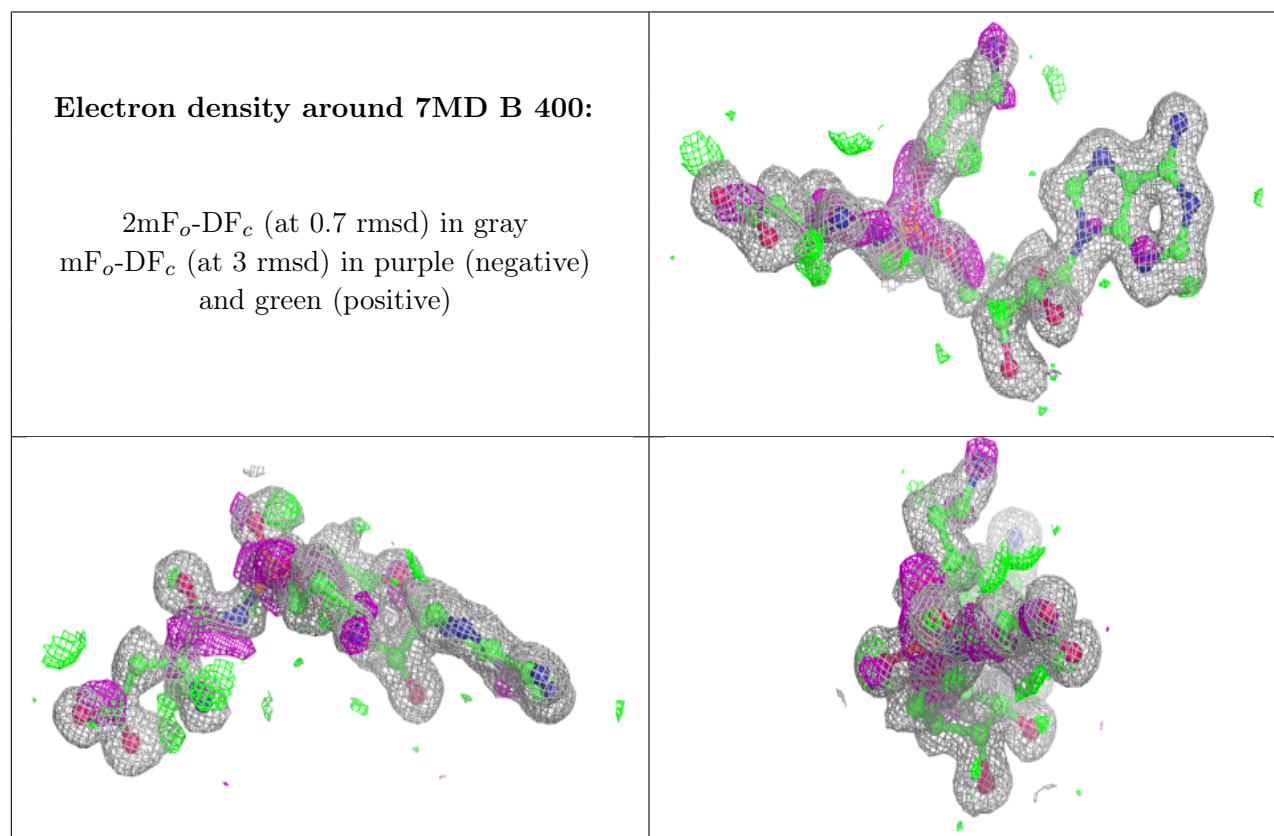 Electron density around 7MD B 400:
2mFo-DFc (at 0.7 rmsd) in gray
mFo-DFc (at 3 rmsd) in purple (negative)
and green (positive)